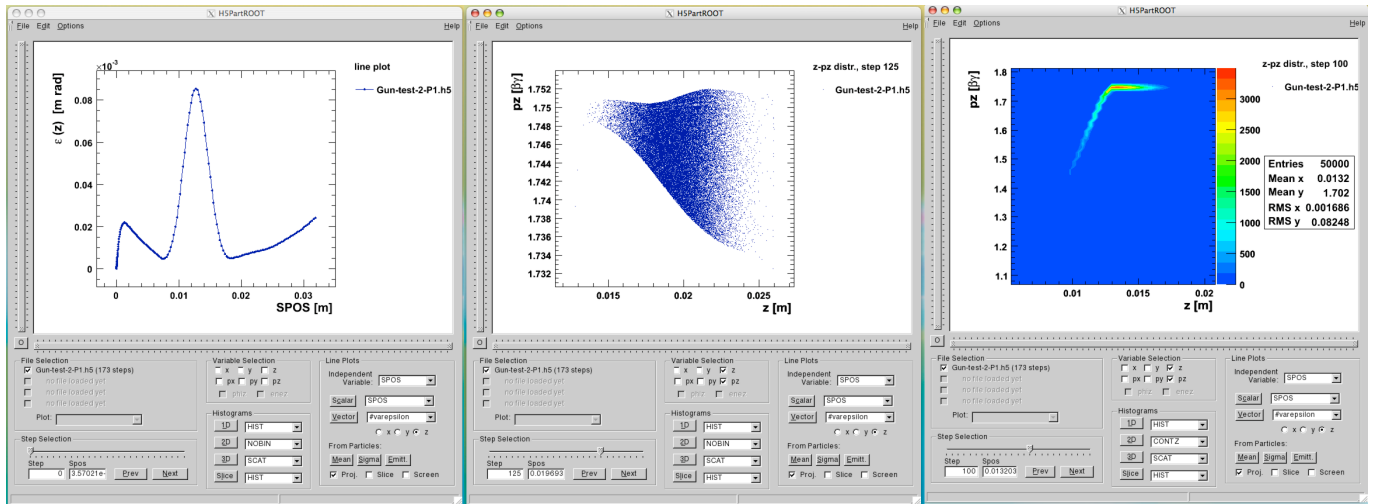 H5PartROOT
File Edit Options Help
×10⁻³
ε (z) [m rad]
0.08
0.06
0.04
0.02
0
0 0.01 0.02 0.03
SPOS [m]
line plot
Gun-test-2-P1.h5
File Selection
Gun-test-2-P1.h5 (173 steps)
no file loaded yet
no file loaded yet.
no file loaded yet.
Plot:
Step Selection
Step Spos
0 3.57021e-
Prev Next
Variable Selection
x y z
px py pz
phiz enez
Histograms
1D HIST
2D NOBIN
3D SCAT
Slice HIST
Line Plots
Independent
Variable: SPOS
Scalar SPOS
Vector #varepsilon
x y z
From Particles:
Mean Sigma Emitt.
Proj. Slice Screen
H5PartROOT
File Edit Options Help
pz [βγ]
1.752
1.75
1.748
1.746
1.744
1.742
1.74
1.738
1.736
1.734
1.732
0.015 0.02 0.025
z [m]
z-pz distr., step 125
Gun-test-2-P1.h5
File Selection
Gun-test-2-P1.h5 (173 steps)
no file loaded yet
no file loaded yet.
no file loaded yet.
Plot:
Step Selection
Step Spos
125 0.019693
Prev Next
Variable Selection
x y z
px py pz
phiz enez
Histograms
1D HIST
2D NOBIN
3D SCAT
Slice HIST
Line Plots
Independent
Variable: SPOS
Scalar SPOS
Vector #varepsilon
x y z
From Particles:
Mean Sigma Emitt.
Proj. Slice Screen
H5PartROOT
File Edit Options Help
pz [βγ]
1.8
1.7
1.6
1.5
1.4
1.3
1.2
1.1
0.01 0.015 0.02
z [m]
3000
2500
2000
1500
1000
500
0
z-pz distr., step 100
Gun-test-2-P1.h5
Entries 50000
Mean x 0.0132
Mean y 1.702
RMS x 0.001686
RMS y 0.08248
File Selection
Gun-test-2-P1.h5 (173 steps)
no file loaded yet
no file loaded yet.
no file loaded yet.
Plot:
Step Selection
Step Spos
100 0.013203
Prev Next
Variable Selection
x y z
px py pz
phiz enez
Histograms
1D HIST
2D CONTZ
3D SCAT
Slice HIST
Line Plots
Independent
Variable: SPOS
Scalar SPOS
Vector #varepsilon
x y z
From Particles:
Mean Sigma Emitt.
Proj. Slice Screen